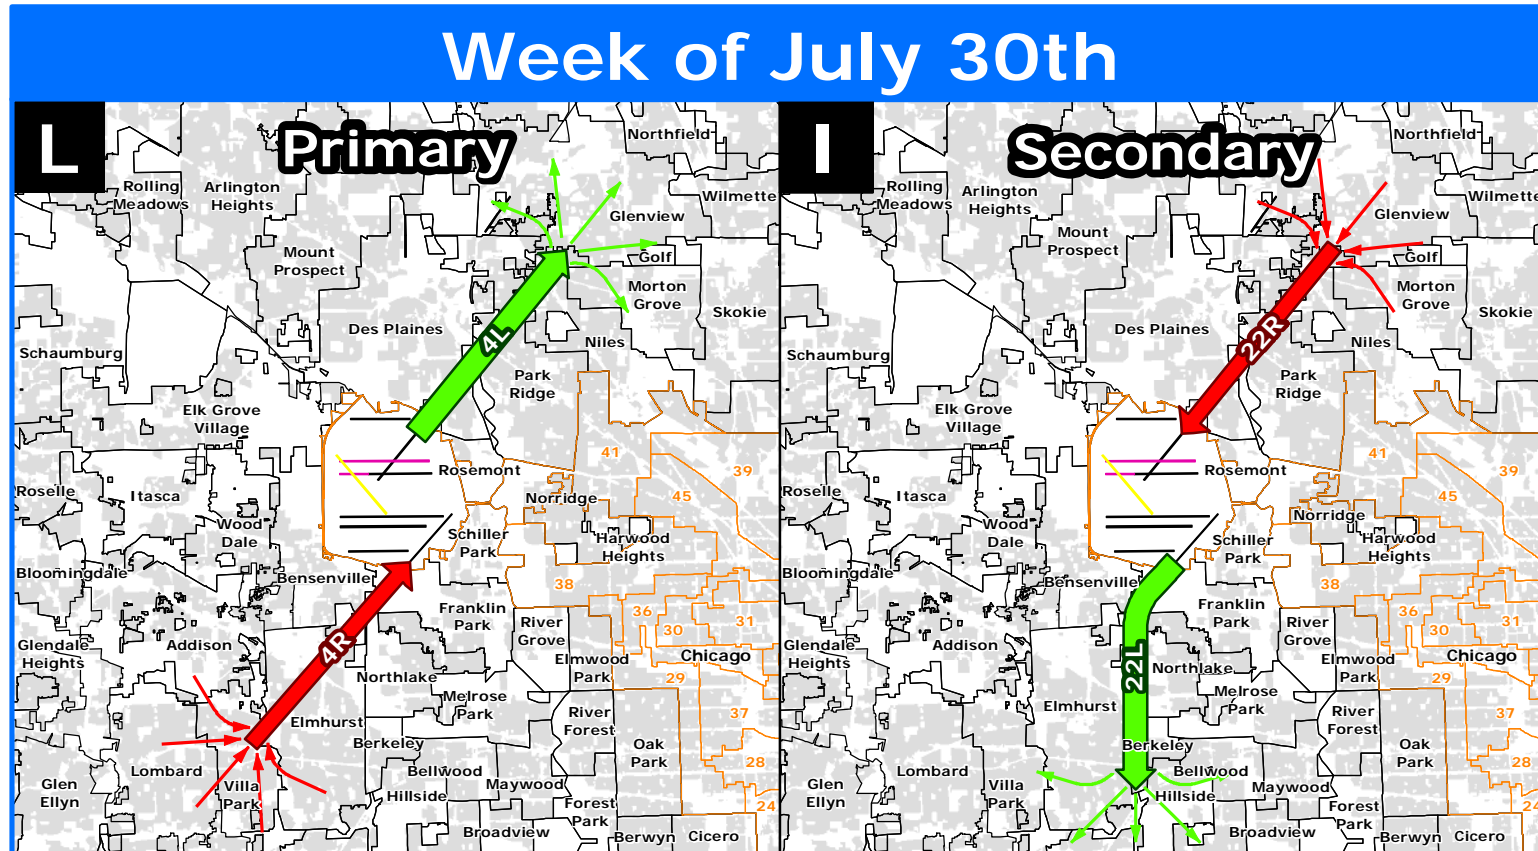 Week of July 30th
L
Primary
Northfield
Rolling
Meadows
Arlington
Heights
Wilmette
Glenview
Mount
Prospect
Golf
Morton
Grove
Skokie
Des Plaines
4L
Niles
Schaumburg
Park
Ridge
Elk Grove
Village
41
39
Rosemont
45
Roselle
Itasca
Norridge
Wood
Dale
Schiller
Park
Harwood
Heights
Bloomingdale
Bensenville
38
Franklin
Park
36
31
River
Grove
30
Glendale
Heights
Addison
4R
Chicago
Elmwood
Park
Northlake
29
Melrose
Park
Elmhurst
River
Forest
37
Berkeley
Oak
Park
28
Lombard
Bellwood
Glen
Ellyn
Villa
Park
Hillside
Maywood
Forest
Park
24
Broadview
Berwyn
Cicero
I
Secondary
Northfield
Rolling
Meadows
Arlington
Heights
Wilmette
Glenview
Mount
Prospect
Golf
Morton
Grove
Skokie
Des Plaines
22R
Niles
Schaumburg
Park
Ridge
Elk Grove
Village
41
39
Rosemont
45
Roselle
Itasca
Norridge
Wood
Dale
Schiller
Park
Harwood
Heights
Bloomingdale
Bensenville
38
Franklin
Park
36
31
River
Grove
30
Glendale
Heights
Addison
Chicago
Elmwood
Park
Northlake
22L
29
Melrose
Park
Elmhurst
River
Forest
37
Berkeley
Oak
Park
28
Lombard
Bellwood
Glen
Ellyn
Villa
Park
Hillside
Maywood
Forest
Park
24
Broadview
Berwyn
Cicero